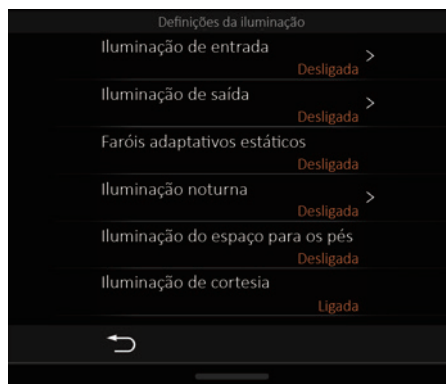 Definições da iluminação
Iluminação de entrada
Desligada
Iluminação de saída
Desligada
Faróis adaptativos estáticos
Desligada
Iluminação noturna
Desligada
Iluminação do espaço para os pés
Desligada
Iluminação de cortesia
Ligada